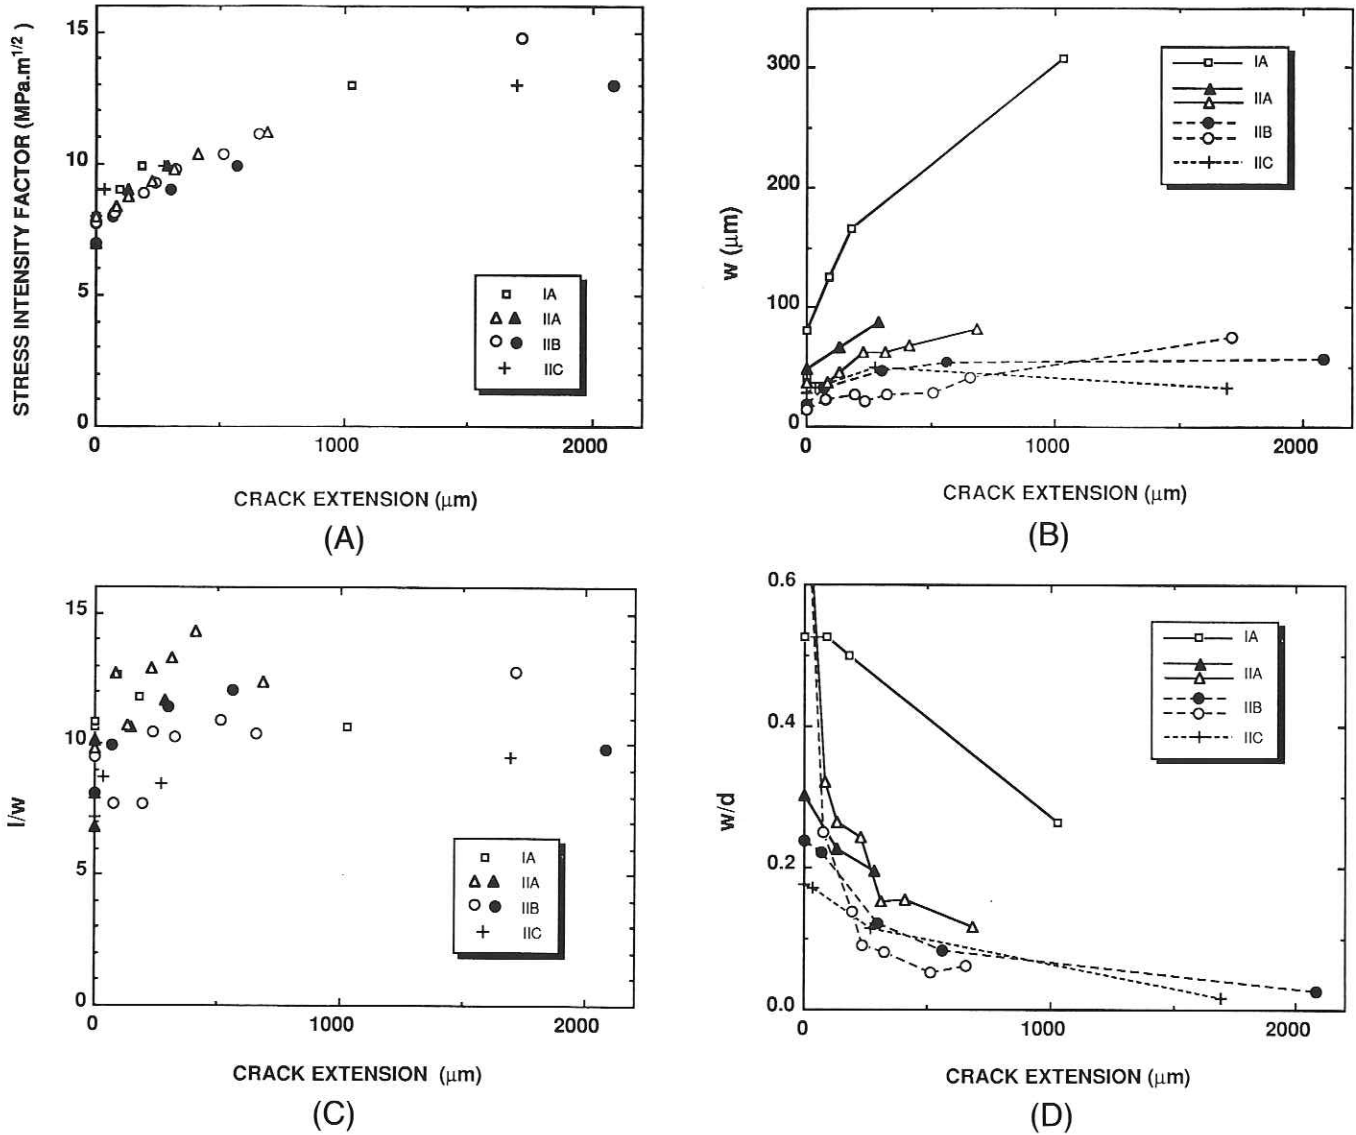 STRESS INTENSITY FACTOR (MPa.m1/2)
15
10
5
0
0
1000
2000
IA
IIA
IIB
IIC
CRACK EXTENSION (μm)
(A)
w (μm)
300
200
100
0
0
1000
2000
IA
IIA
IIB
IIC
CRACK EXTENSION (μm)
(B)
l/w
15
10
5
0
0
1000
2000
IA
IIA
IIB
IIC
CRACK EXTENSION (μm)
(C)
w/d
0.6
0.4
0.2
0.0
0
1000
2000
IA
IIA
IIB
IIC
CRACK EXTENSION (μm)
(D)